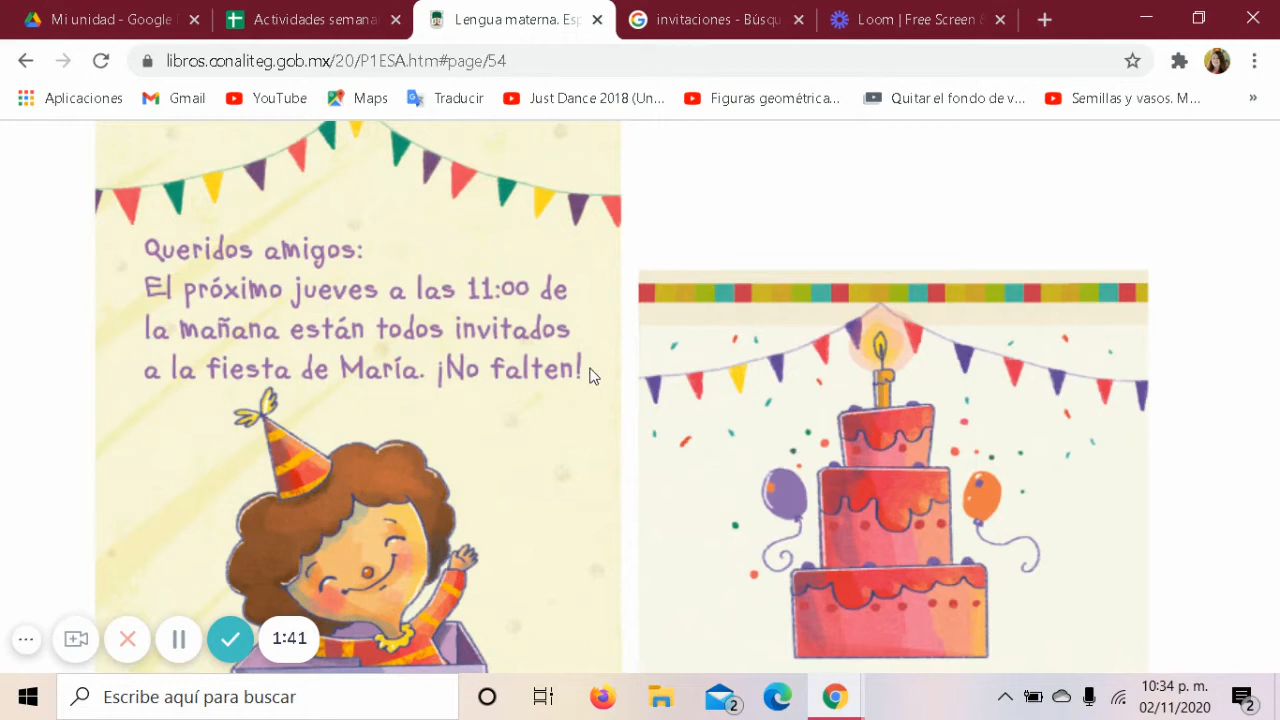 Mi unidad - Google
Actividades semana
Lengua materna. Esp
invitaciones - Búsqu
Loom | Free Screen &
libros.conaliteg.gob.mx/20/P1ESA.htm#page/54
Aplicaciones
Gmail
YouTube
Maps
Traducir
Just Dance 2018 (Un...
Figuras geométrica...
Quitar el fondo de v...
Semillas y vasos. M...
»
Queridos amigos:
El próximo jueves a las 11:00 de
la mañana están todos invitados
a la fiesta de María. ¡No falten!
1:41
Escribe aquí para buscar
2
10:34 p. m.
02/11/2020
2